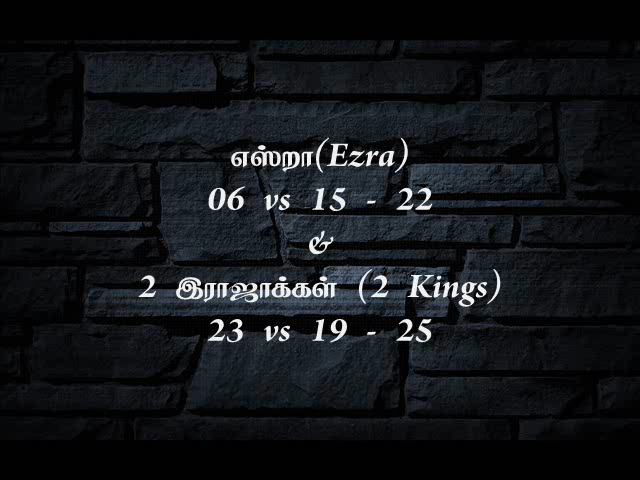 எஸ்றா(Ezra)
06 vs 15 - 22
&
2 இராஜாக்கள் (2 Kings)
23 vs 19 - 25